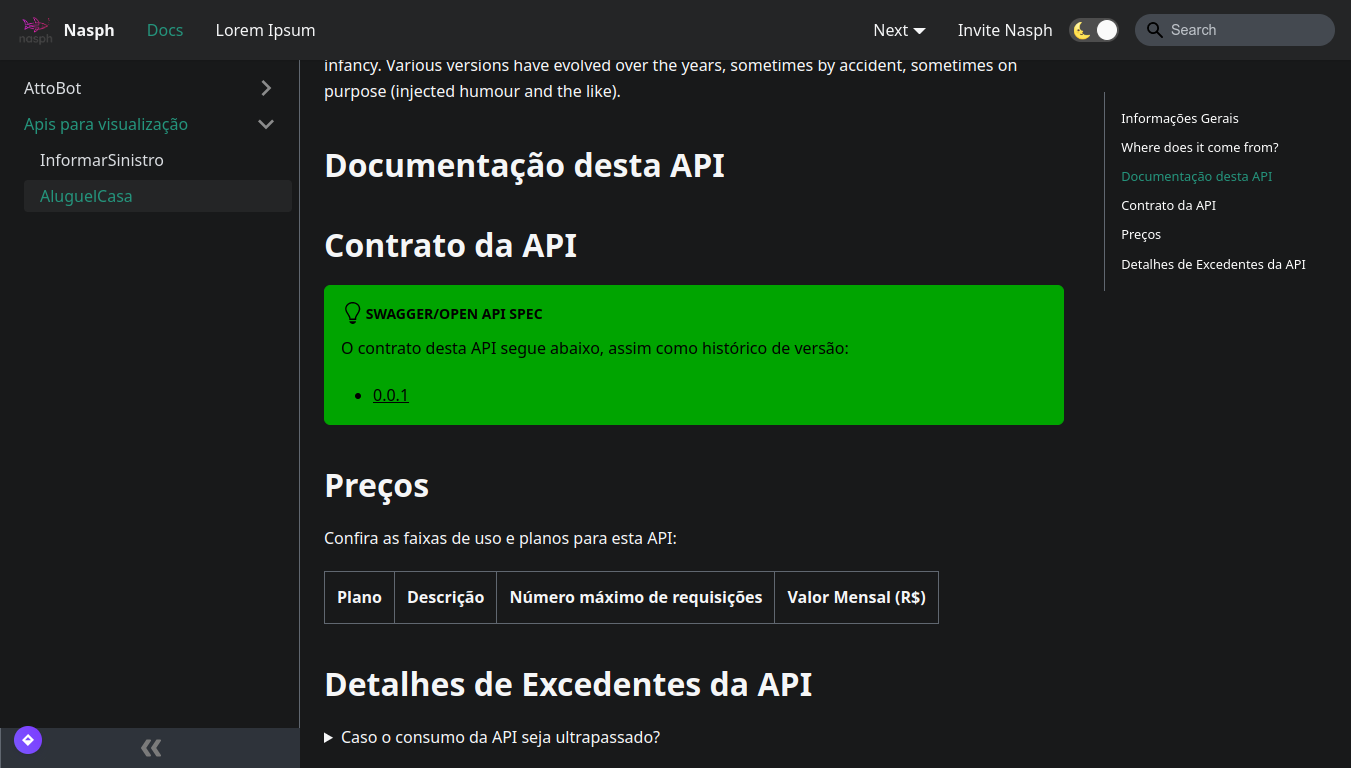 nasph
Nasph
Docs
Lorem Ipsum
Next
Invite Nasph
Search
AttoBot
Apis para visualização
InformarSinistro
AluguelCasa
infancy. Various versions have evolved over the years, sometimes by accident, sometimes on
purpose (injected humour and the like).
Documentação desta API
Contrato da API
SWAGGER/OPEN API SPEC
O contrato desta API segue abaixo, assim como histórico de versão:
0.0.1
Preços
Confira as faixas de uso e planos para esta API:
Plano Descrição Número máximo de requisições Valor Mensal (R$)
Detalhes de Excedentes da API
Caso o consumo da API seja ultrapassado?
Informações Gerais
Where does it come from?
Documentação desta API
Contrato da API
Preços
Detalhes de Excedentes da API